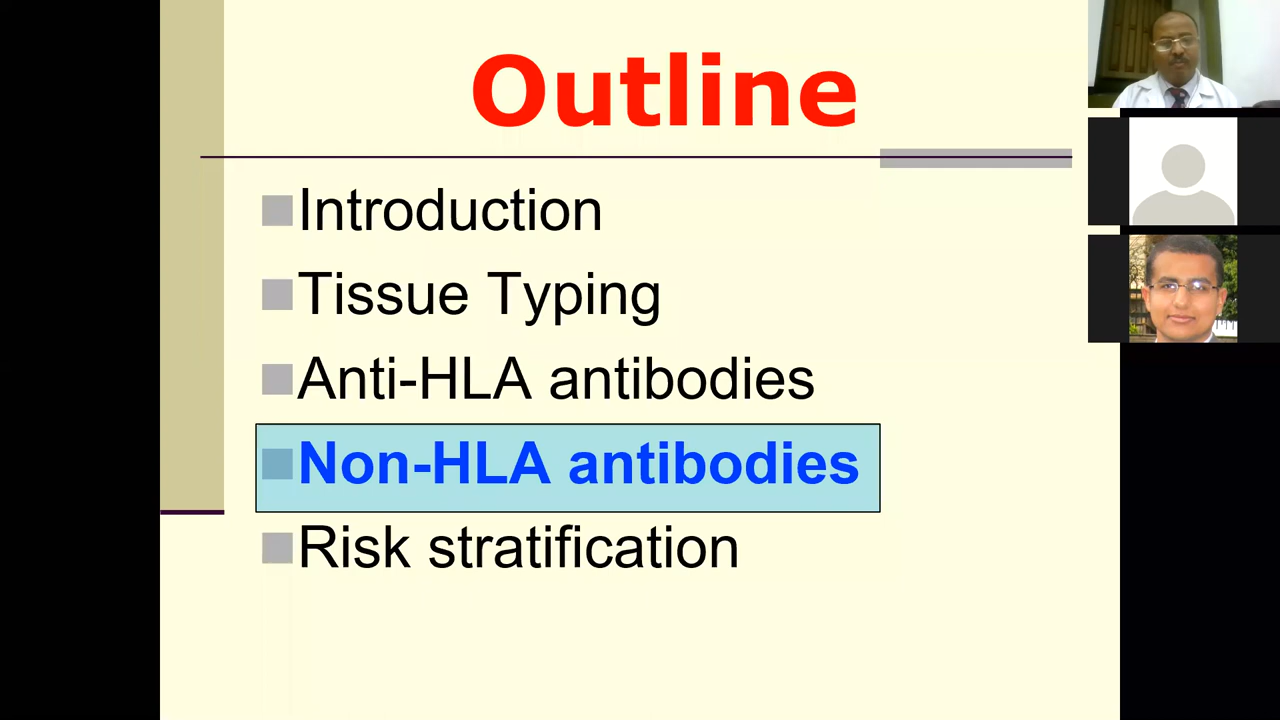 Outline
Introduction
Tissue Typing
Anti-HLA antibodies
Non-HLA antibodies
Risk stratification